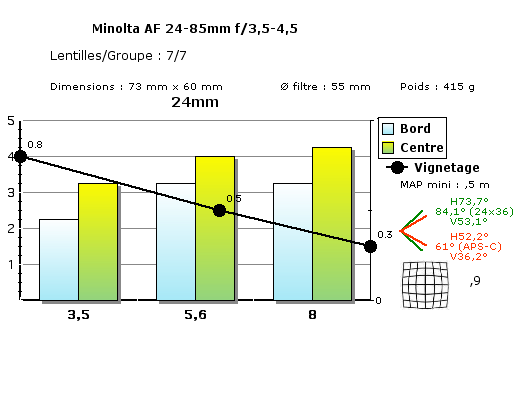 Minolta AF 24-85mm f/3,5-4,5
Lentilles/Groupe : 7/7
Dimensions : 73 mm x 60 mm Ø filtre : 55 mm Poids : 415 g
24mm
5
4
3
2
1
0.8
0.5
0.3
0
3,5 5,6 8
Bord
Centre
Vignetage
MAP mini : ,5 m
H73,7°
84,1° (24x36)
V53,1°
H52,2°
61° (APS-C)
V36,2°
,9